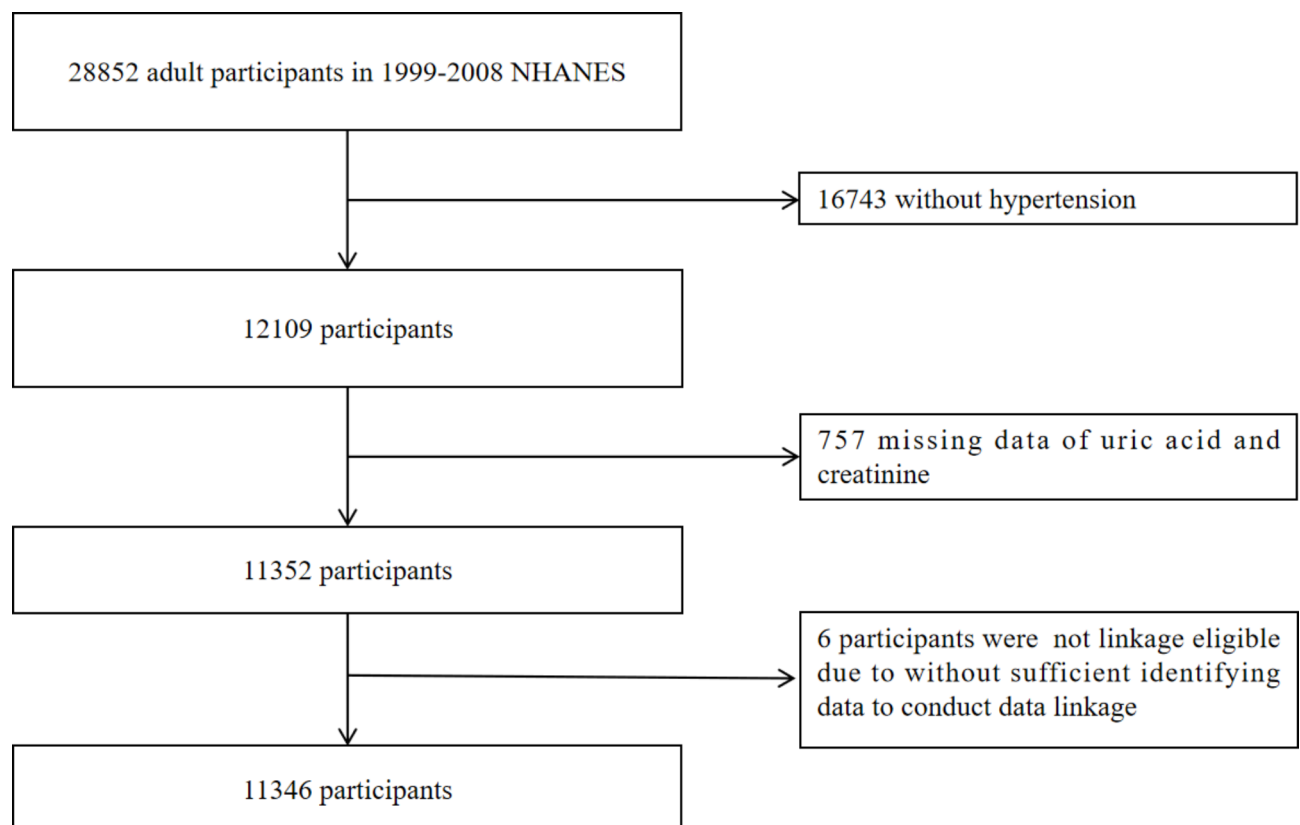 28852 adult participants in 1999-2008 NHANES
16743 without hypertension
12109 participants
757 missing data of uric acid and
creatinine
11352 participants
6 participants were not linkage eligible
due to without sufficient identifying
data to conduct data linkage
11346 participants